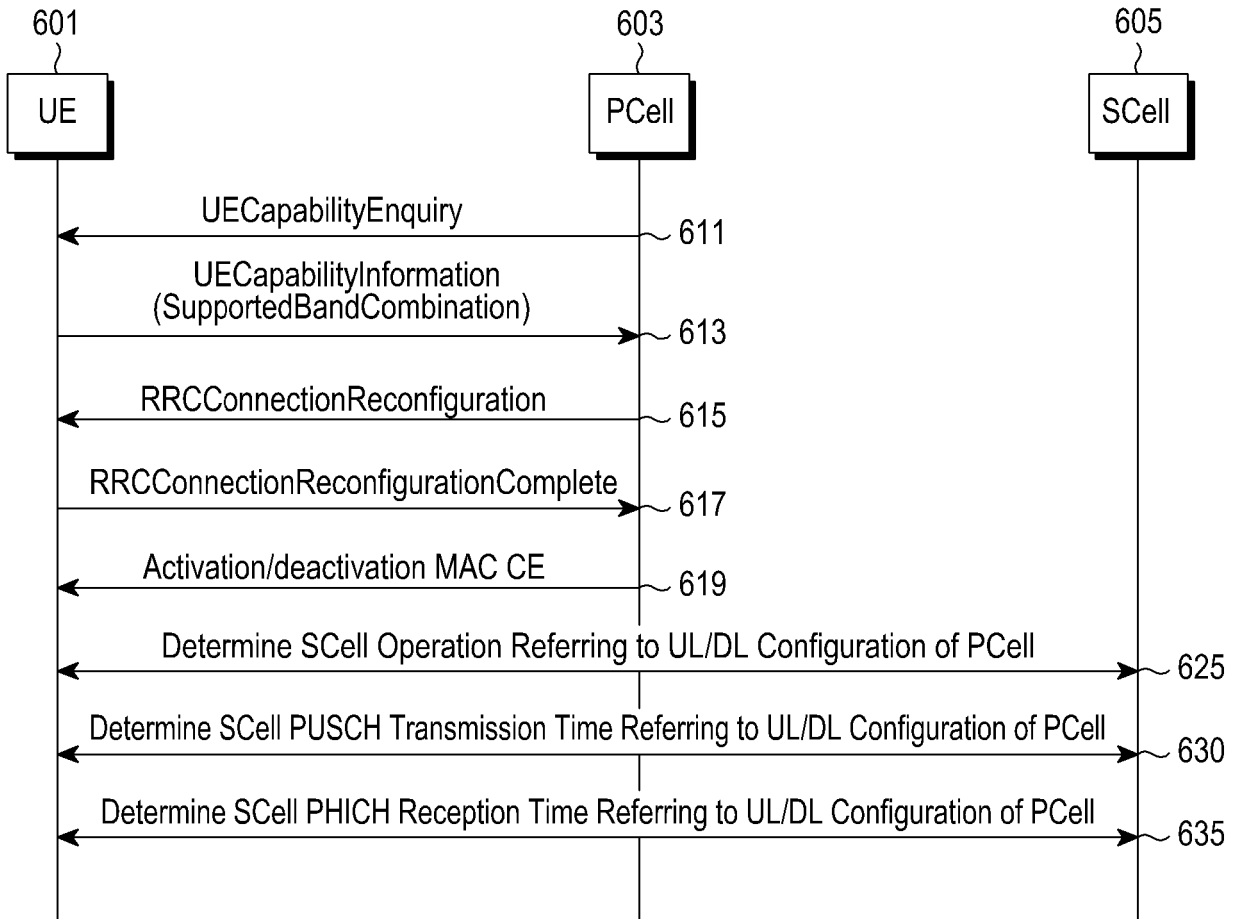 601
603
605
UE
PCell
SCell
UECapabilityEnquiry
611
UECapabilityInformation
(SupportedBandCombination)
613
RRCConnectionReconfiguration
615
RRCConnectionReconfigurationComplete
617
Activation/deactivation MAC CE
619
Determine SCell Operation Referring to UL/DL Configuration of PCell
625
Determine SCell PUSCH Transmission Time Referring to UL/DL Configuration of PCell
630
Determine SCell PHICH Reception Time Referring to UL/DL Configuration of PCell
635